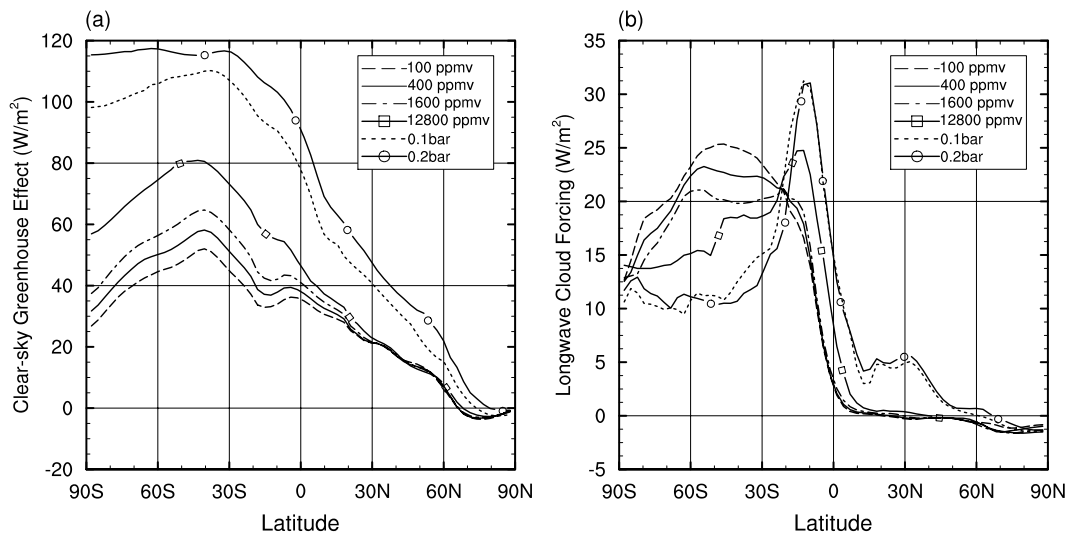 (a)
Clear-sky Greenhouse Effect (W/m²)
120
100
80
60
40
20
0
-20
100 ppmv
400 ppmv
1600 ppmv
12800 ppmv
0.1bar
0.2bar
90S 60S 30S 0 30N 60N 90N
Latitude
(b)
Longwave Cloud Forcing (W/m²)
35
30
25
20
15
10
5
0
-5
100 ppmv
400 ppmv
1600 ppmv
12800 ppmv
0.1bar
0.2bar
90S 60S 30S 0 30N 60N 90N
Latitude